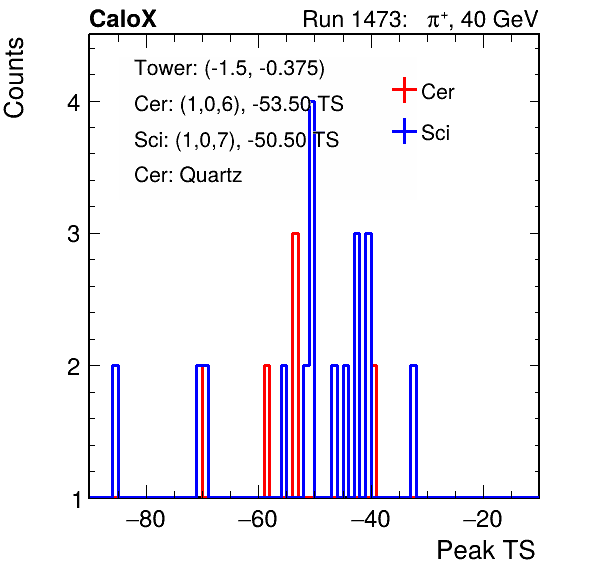 CaloX Run 1473: π⁺, 40 GeV
Counts
Tower: (-1.5, -0.375)
Cer: (1,0,6), -53.50 TS
Sci: (1,0,7), -50.50 TS
Cer: Quartz
Cer
Sci
4
3
2
1
−80 −60 −40 −20
Peak TS